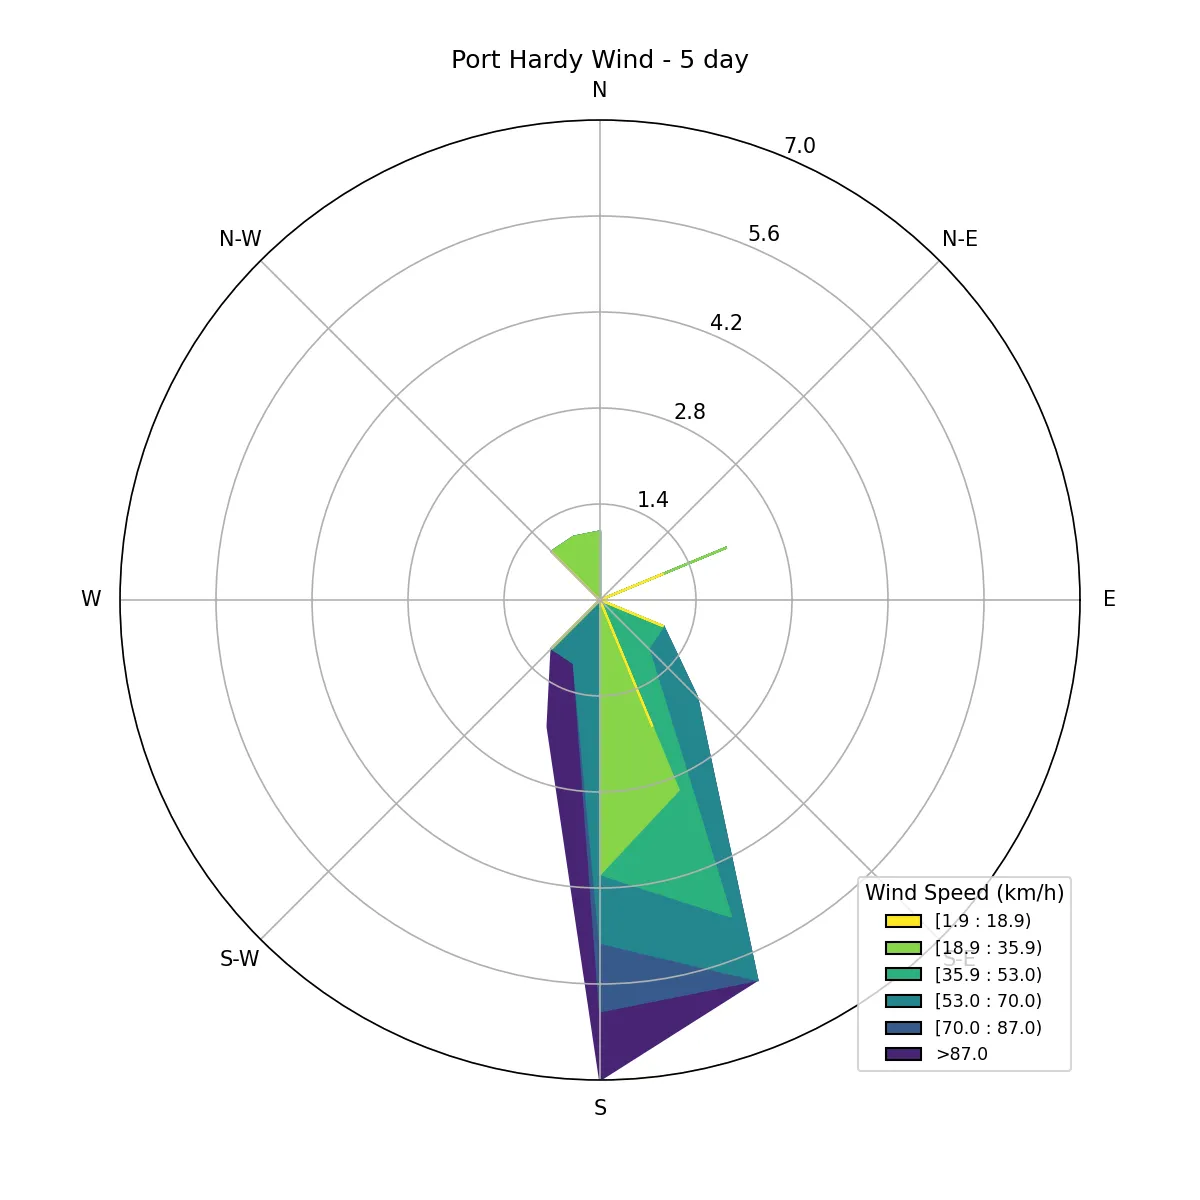 Port Hardy Wind - 5 day
N
7.0
N-W
5.6
N-E
4.2
2.8
1.4
W
E
Wind Speed (km/h)
[1.9 : 18.9)
[18.9 : 35.9)
[35.9 : 53.0)
[53.0 : 70.0)
[70.0 : 87.0)
>87.0
S-W
S-E
S